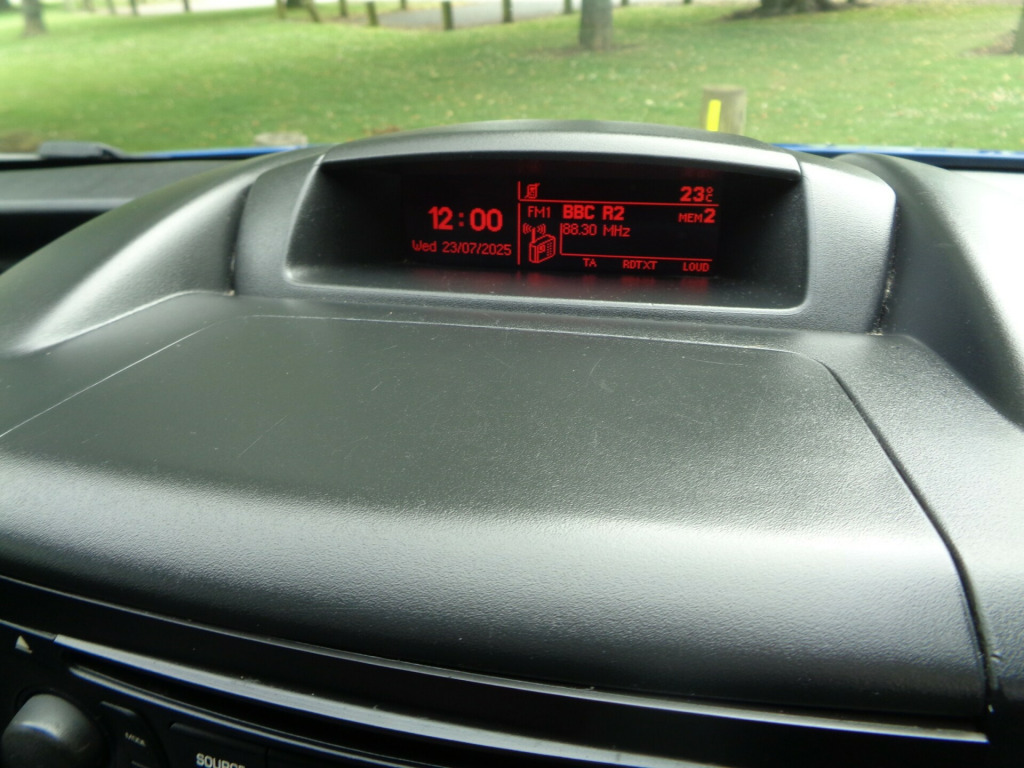 12:00
Wed 23/07/2025
23°C
FM1 BBC R2 MEM2
88.30 MHz
TA RDTXT LOUD
SOURCE